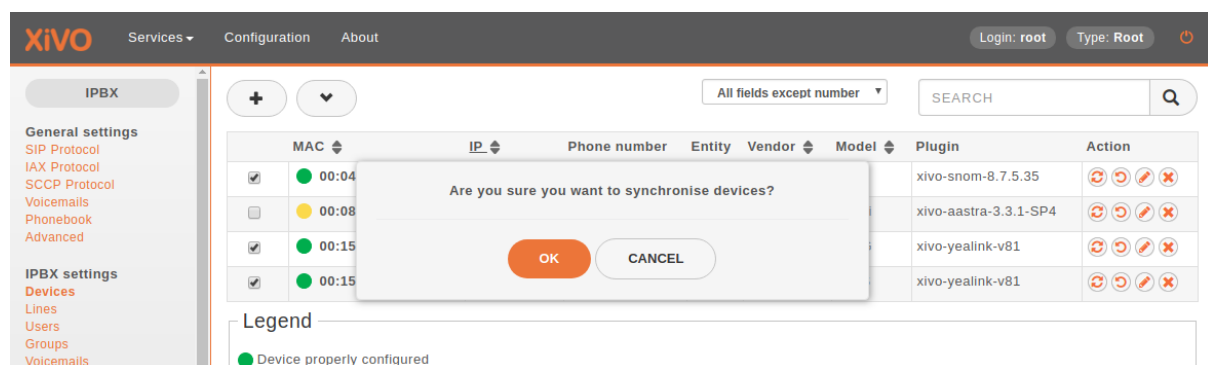 XiVO Services Configuration About Login: root Type: Root
IPBX
General settings
SIP Protocol
IAX Protocol
SCCP Protocol
Voicemails
Phonebook
Advanced
IPBX settings
Devices
Lines
Users
Groups
Voicemails
All fields except number SEARCH
MAC IP Phone number Entity Vendor Model Plugin Action
00:04 xivo-snom-8.7.5.35
00:08 xivo-aastra-3.3.1-SP4
00:15 xivo-yealink-v81
00:15 xivo-yealink-v81
Are you sure you want to synchronise devices?
OK CANCEL
Legend
Device properly configured